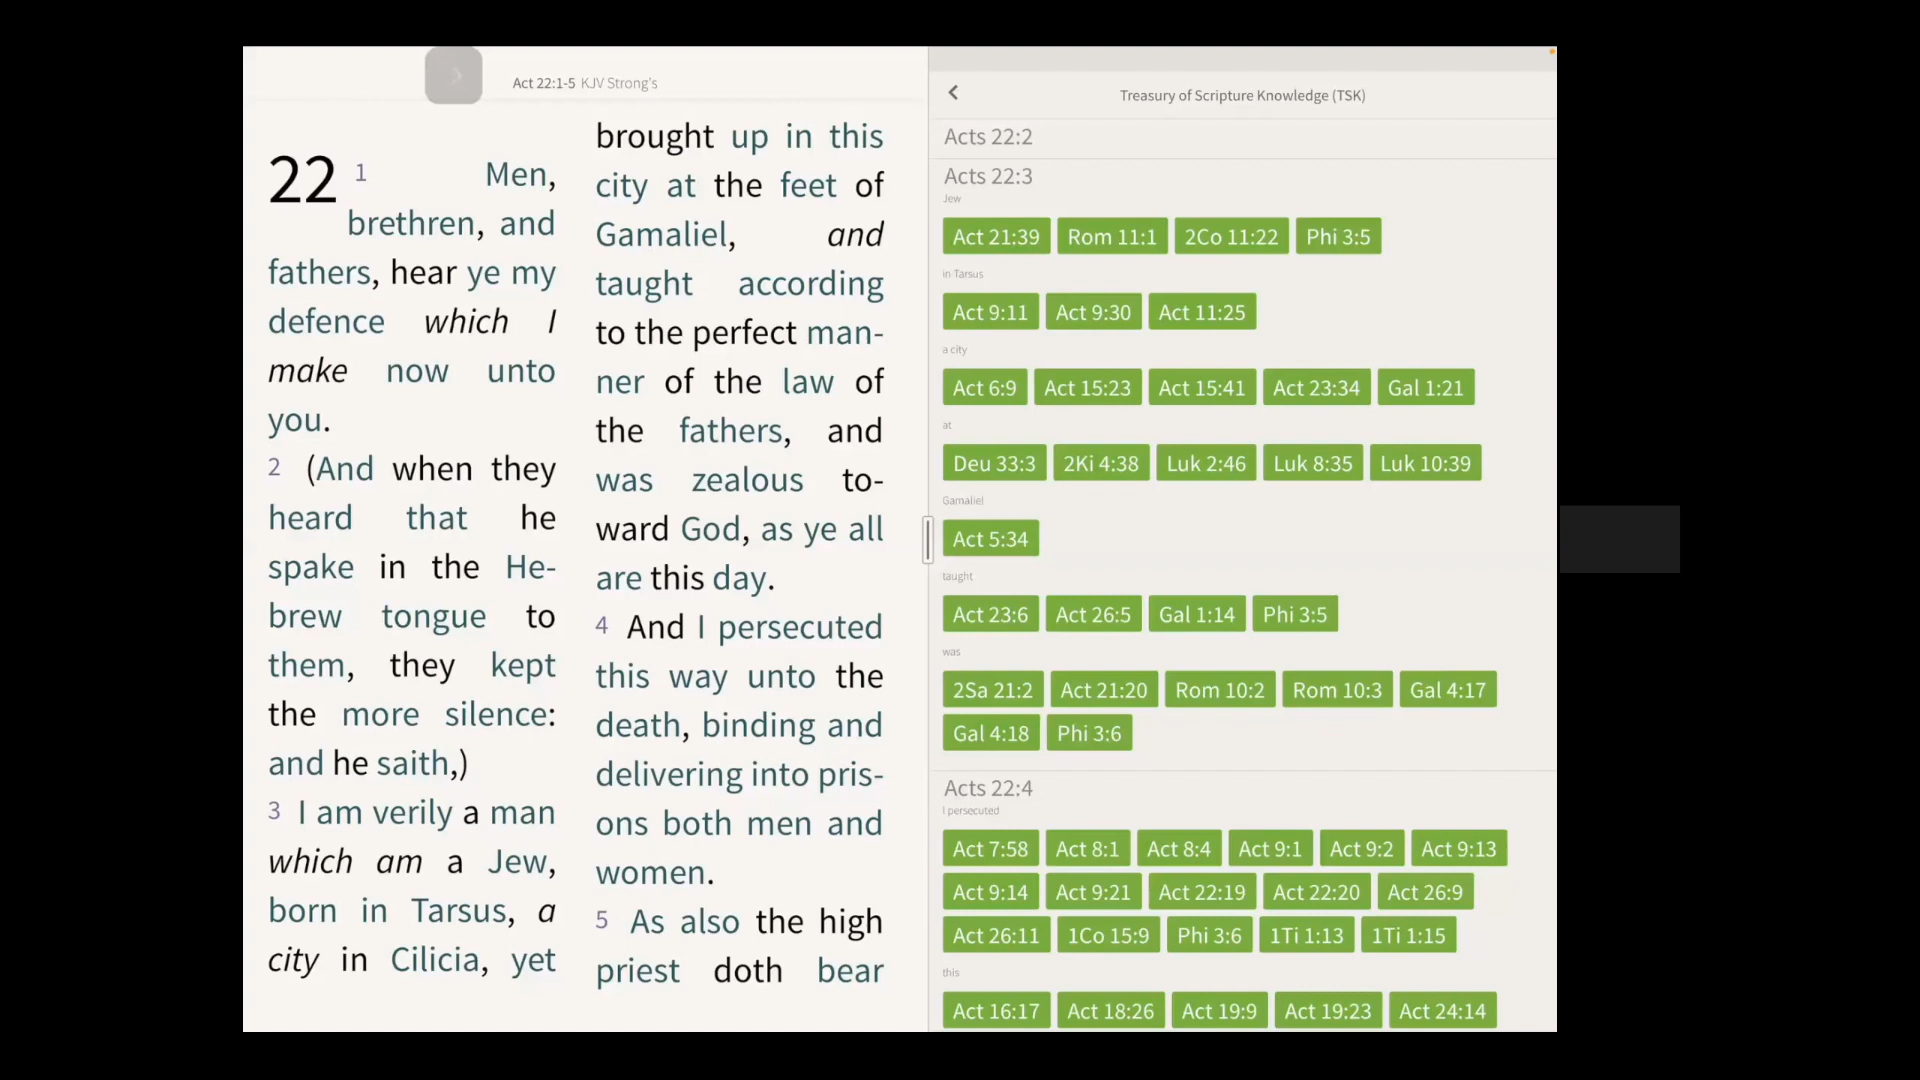 Act 22:1-5 KJV Strong's
22 1 Men,
brethren, and
fathers, hear ye my
defence which I
make now unto
you.
2 (And when they
heard that he
spake in the He-
brew tongue to
them, they kept
the more silence:
and he saith,)
3 I am verily a man
which am a Jew,
born in Tarsus, a
city in Cilicia, yet
brought up in this
city at the feet of
Gamaliel, and
taught according
to the perfect man-
ner of the law of
the fathers, and
was zealous to-
ward God, as ye all
are this day.
4 And I persecuted
this way unto the
death, binding and
delivering into pris-
ons both men and
women.
5 As also the high
priest doth bear
Treasury of Scripture Knowledge (TSK)
Acts 22:2
Acts 22:3
Jew
Act 21:39 Rom 11:1 2Co 11:22 Phi 3:5
in Tarsus
Act 9:11 Act 9:30 Act 11:25
a city
Act 6:9 Act 15:23 Act 15:41 Act 23:34 Gal 1:21
at
Deu 33:3 2Ki 4:38 Luk 2:46 Luk 8:35 Luk 10:39
Gamaliel
Act 5:34
taught
Act 23:6 Act 26:5 Gal 1:14 Phi 3:5
was
2Sa 21:2 Act 21:20 Rom 10:2 Rom 10:3 Gal 4:17
Gal 4:18 Phi 3:6
Acts 22:4
I persecuted
Act 7:58 Act 8:1 Act 8:4 Act 9:1 Act 9:2 Act 9:13
Act 9:14 Act 9:21 Act 22:19 Act 22:20 Act 26:9
Act 26:11 1Co 15:9 Phi 3:6 1Ti 1:13 1Ti 1:15
this
Act 16:17 Act 18:26 Act 19:9 Act 19:23 Act 24:14